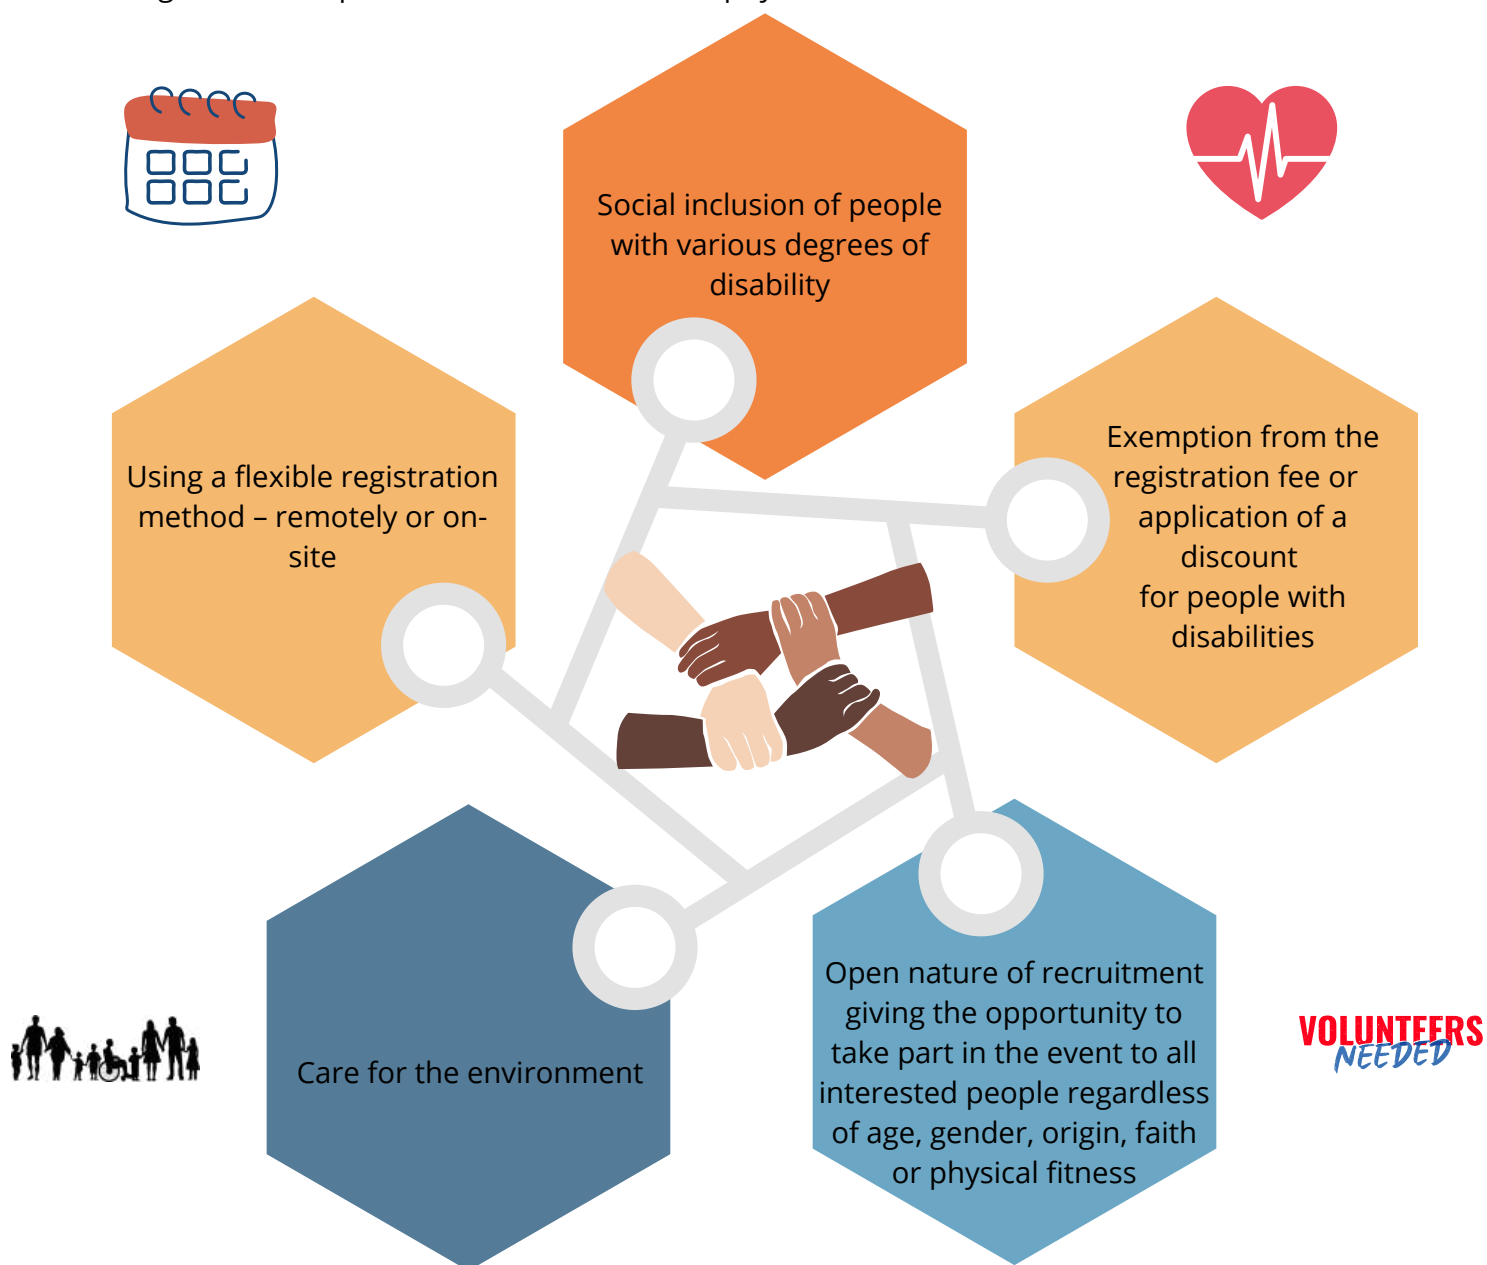 Social inclusion of people
with various degrees of
disability
Using a flexible registration
method – remotely or on-
site
Exemption from the
registration fee or
application of a
discount
for people with
disabilities
Care for the environment
Open nature of recruitment
giving the opportunity to
take part in the event to all
interested people regardless
of age, gender, origin, faith
or physical fitness
VOLUNTEERS
NEEDED